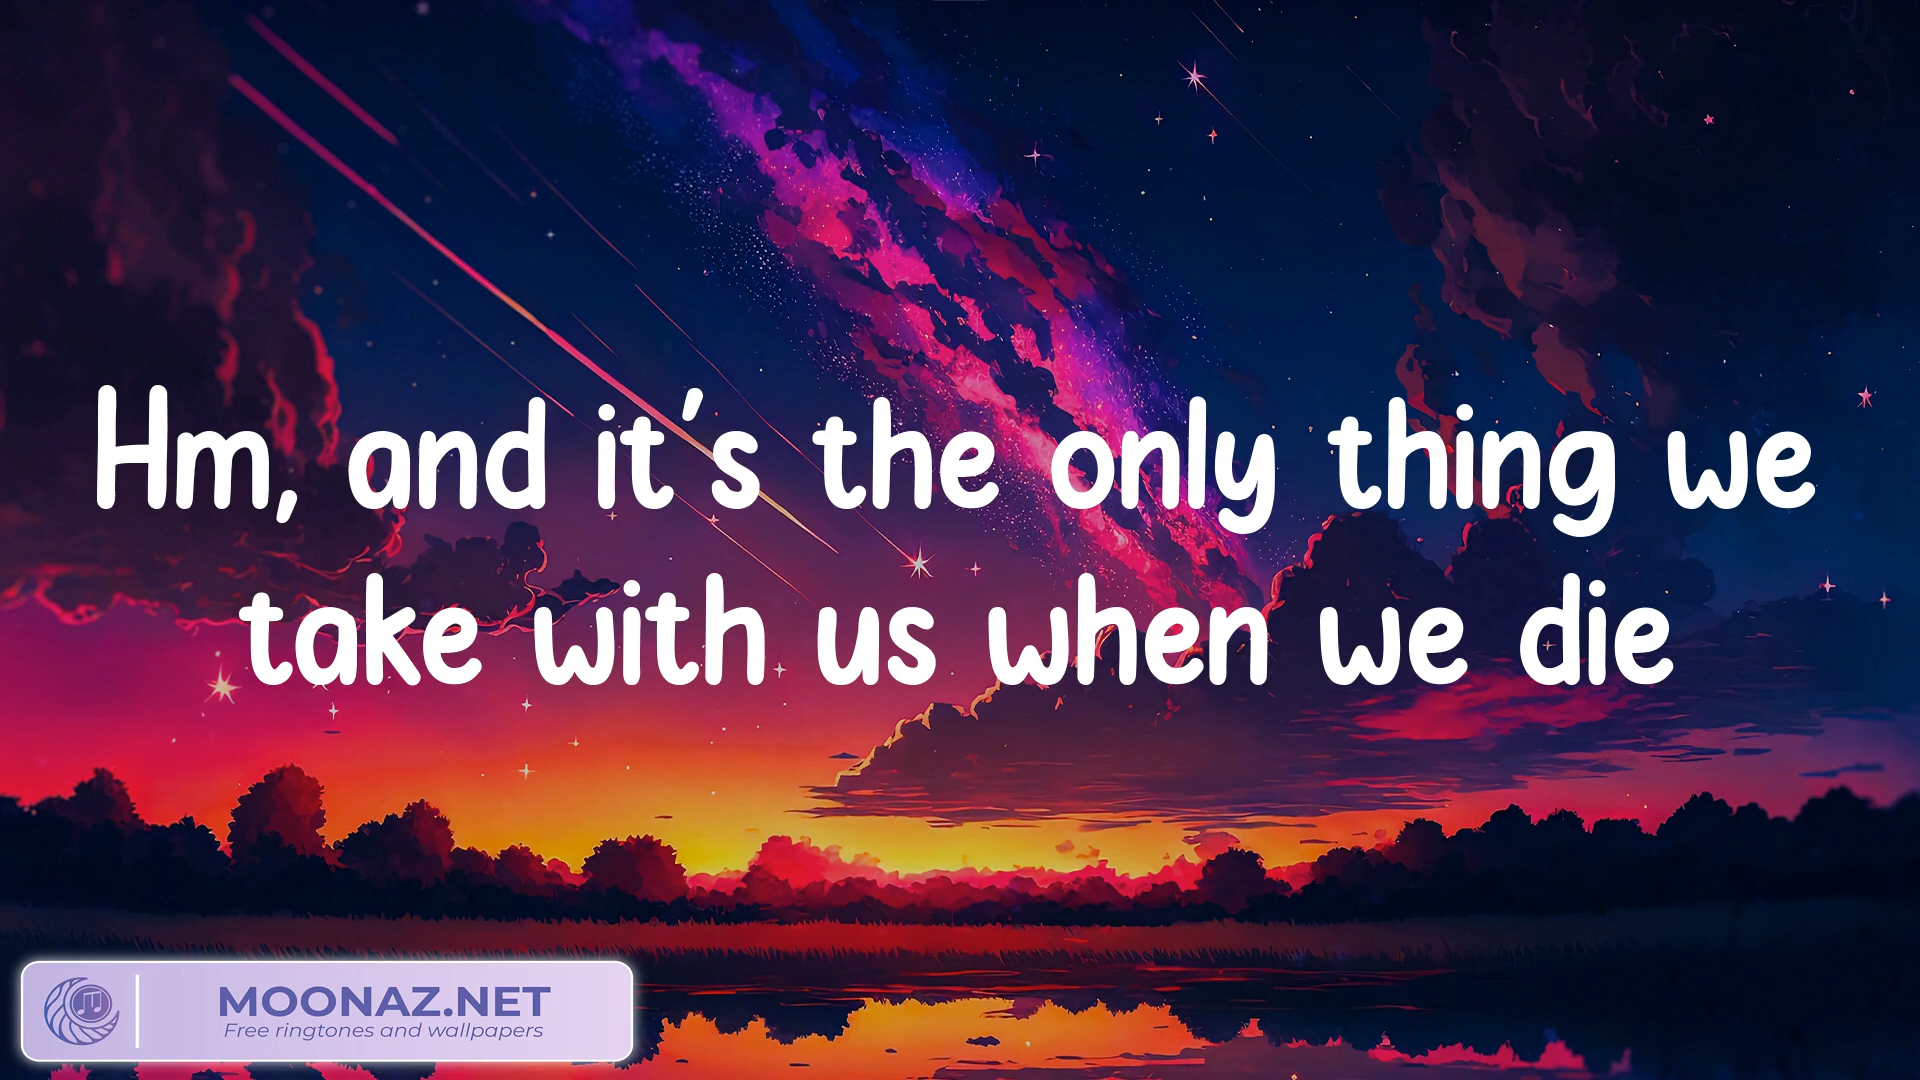 Hm, and it's the only thing we
take with us when we die
MOONAZ.NET
Free ringtones and wallpapers